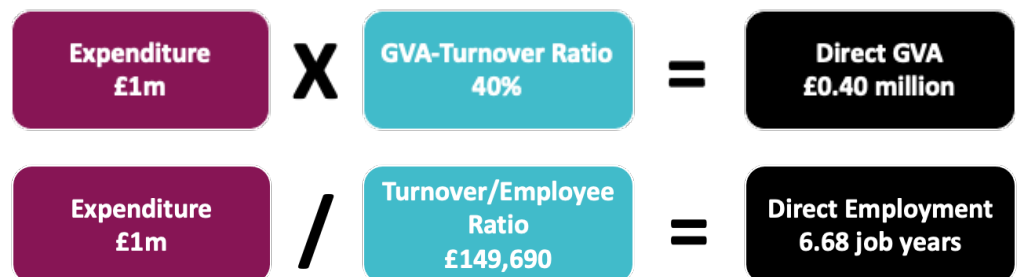 Expenditure
£1m
X
GVA-Turnover Ratio
40%
=
Direct GVA
£0.40 million
Expenditure
£1m
/
Turnover/Employee
Ratio
£149,690
=
Direct Employment
6.68 job years